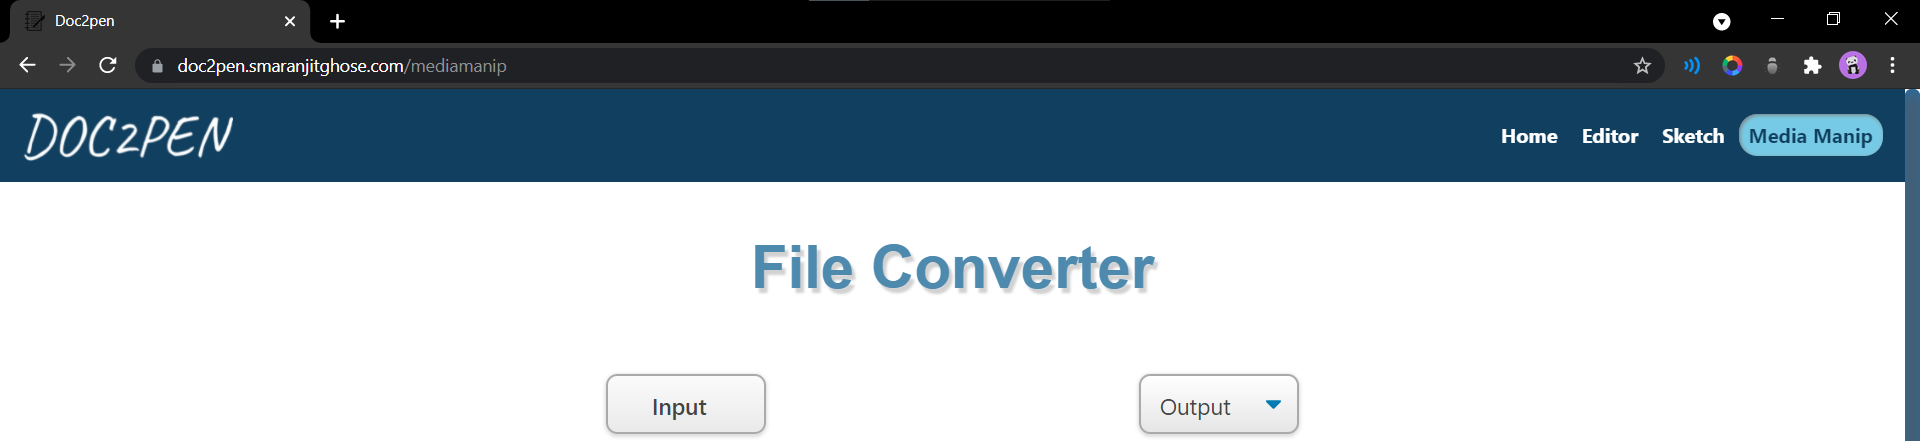 Doc2pen
doc2pen.smaranjitghose.com/mediamanip
DOC2PEN
Home Editor Sketch Media Manip
File Converter
Input Output